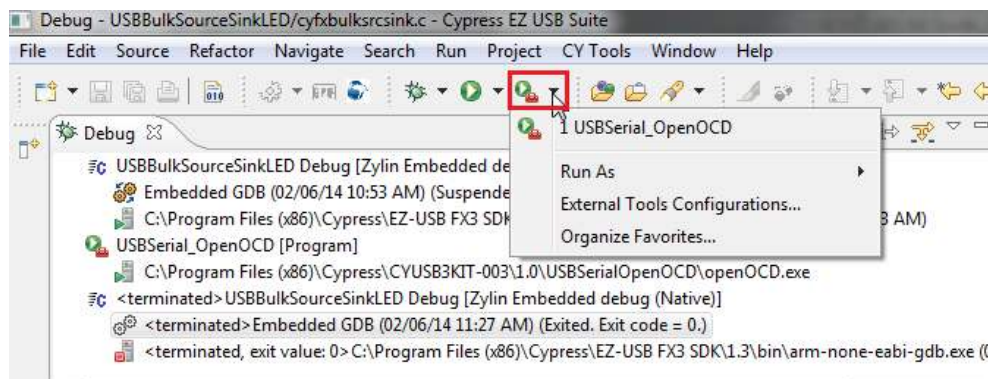 Debug - USBBulkSourceSinkLED/cyfxbulksrcsink.c - Cypress EZ USB Suite
File Edit Source Refactor Navigate Search Run Project CY Tools Window Help
010
Debug
1 USBSerial_OpenOCD
Run As
External Tools Configurations...
Organize Favorites...
USBBulkSourceSinkLED Debug [Zylin Embedded de
Embedded GDB (02/06/14 10:53 AM) (Suspende
C:\Program Files (x86)\Cypress\EZ-USB FX3 SDK 3 AM)
USBSerial_OpenOCD [Program]
C:\Program Files (x86)\Cypress\CYUSB3KIT-003\1.0\USBSerialOpenOCD\openOCD.exe
<terminated>USBBulkSourceSinkLED Debug [Zylin Embedded debug (Native)]
<terminated>Embedded GDB (02/06/14 11:27 AM) (Exited. Exit code = 0.)
<terminated, exit value: 0>C:\Program Files (x86)\Cypress\EZ-USB FX3 SDK\1.3\bin\arm-none-eabi-gdb.exe (0